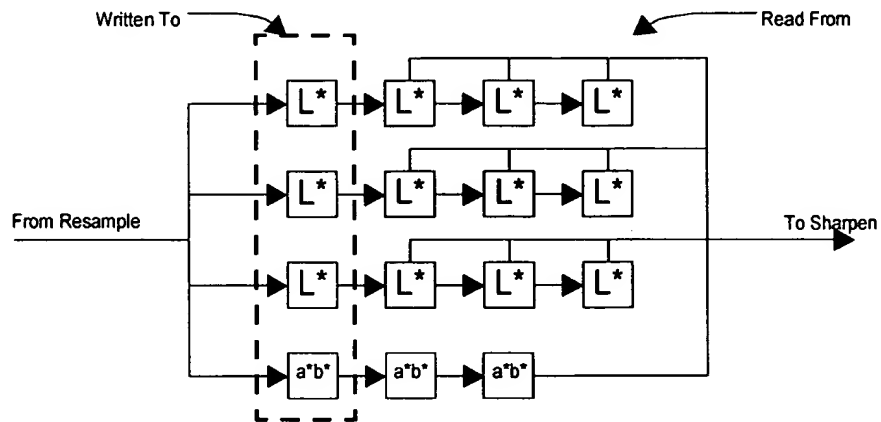 Written To
Read From
L* L* L* L*
L* L* L* L*
From Resample
To Sharpen
L* L* L* L*
a*b* a*b* a*b*